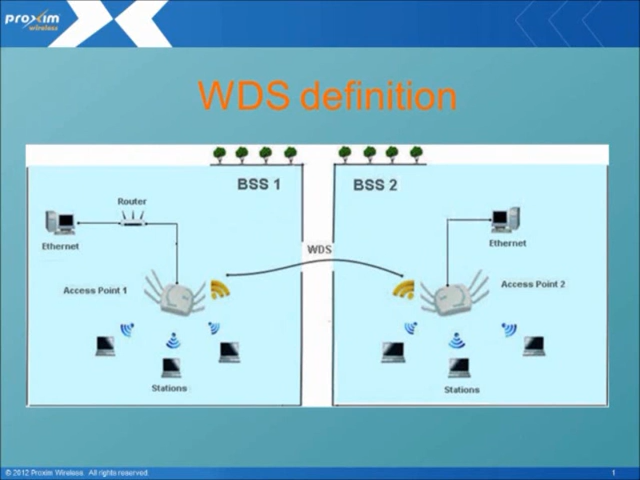 proxim
wireless
WDS definition
BSS 1
BSS 2
Router
Ethernet
WDS
Ethernet
Access Point 1
Access Point 2
Stations
Stations
© 2012 Proxim Wireless. All rights reserved.
1